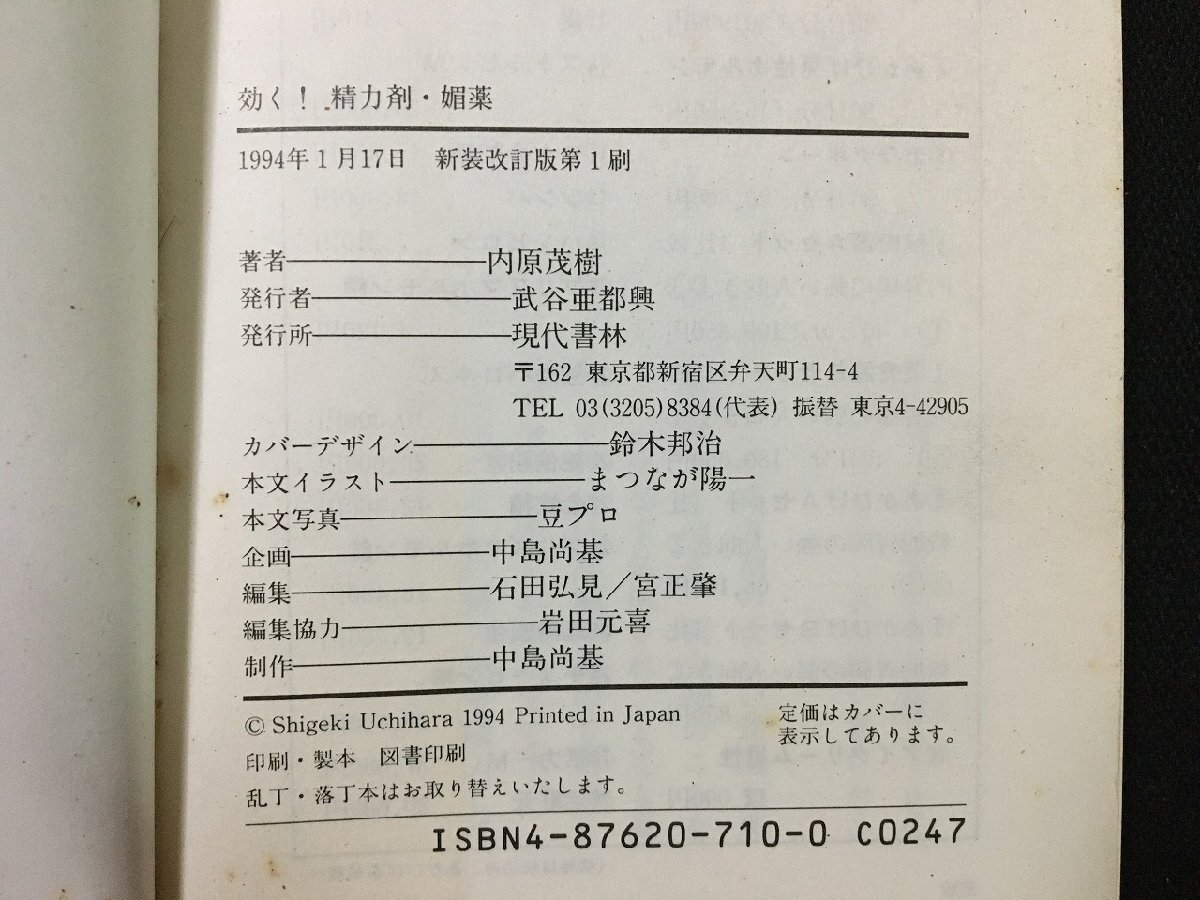 効く! 精力剤・媚薬
1994年1月17日 新装改訂版第1刷
著者――――――――内原茂樹
発行者――――――――武谷亜都興
発行所――――――――現代書林
〒162 東京都新宿区弁天町114-4
TEL 03(3205)8384(代表) 振替 東京4-42905
カバーデザイン――――――――鈴木邦治
本文イラスト――――――――まつなが陽一
本文写真――――――――豆プロ
企画――――――――中島尚基
編集――――――――石田弘見/宮正肇
編集協力――――――――岩田元喜
制作――――――――中島尚基
© Shigeki Uchihara 1994 Printed in Japan
定価はカバーに
表示してあります。
印刷・製本 図書印刷
乱丁・落丁本はお取り替えいたします。
ISBN4-87620-710-0 C0247